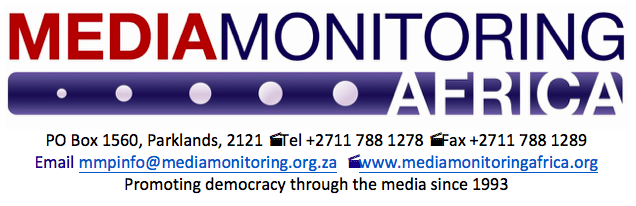 MEDIAMONITORING
AFRICA
PO Box 1560, Parklands, 2121 Tel +2711 788 1278 Fax +2711 788 1289
Email mmpinfo@mediamonitoring.org.za www.mediamonitoringafrica.org
Promoting democracy through the media since 1993